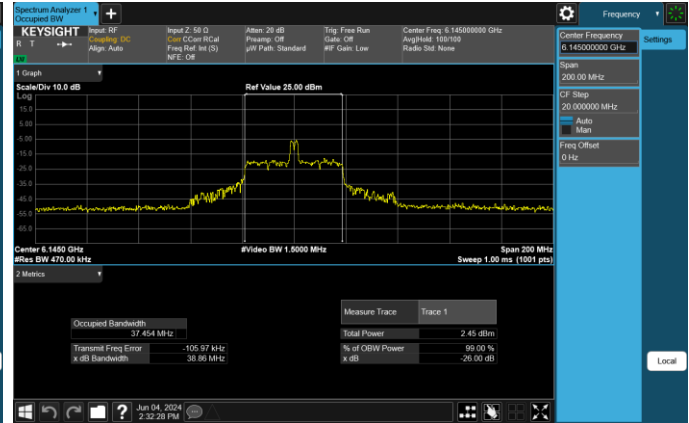 Spectrum Analyzer 1
Occupied BW
+
Frequency
KEYSIGHT
R T
LV
Input: RF
Coupling: DC
Align: Auto
Input Z: 50 Ω
Corr CCorr RCal
Freq Ref: Int (S)
NFE: Off
Atten: 20 dB
Preamp: Off
µW Path: Standard
Trig: Free Run
Gate: Off
#IF Gain: Low
Center Freq: 6.145000000 GHz
Avg|Hold: 100/100
Radio Std: None
Center Frequency
6.145000000 GHz
Settings
Span
200.00 MHz
CF Step
20.000000 MHz
Auto
Man
Freq Offset
0 Hz
Local
1 Graph
Scale/Div 10.0 dB
Ref Value 25.00 dBm
Log
15.0
5.00
-5.00
-15.0
-25.0
-35.0
-45.0
-55.0
-65.0
Center 6.1450 GHz
#Video BW 1.5000 MHz
Span 200 MHz
#Res BW 470.00 kHz
Sweep 1.00 ms (1001 pts)
2 Metrics
Measure Trace
Trace 1
Occupied Bandwidth
37.454 MHz
Total Power
2.45 dBm
Transmit Freq Error
-105.97 kHz
% of OBW Power
99.00 %
x dB Bandwidth
38.86 MHz
x dB
-26.00 dB
?
Jun 04, 2024
2:32:28 PM